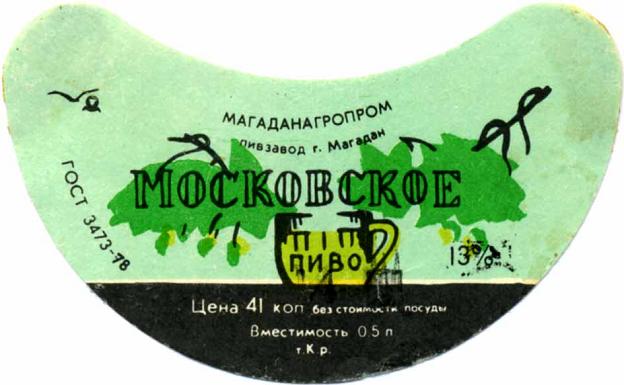 МАГАДАНАГРОПРОМ
пивзавод г. Магадан
МОСКОВСКОЕ
ГОСТ 3473-78
ПИВО
13%
Цена 41 коп без стоимости посуды
Вместимость 0.5 л
т.К.р.